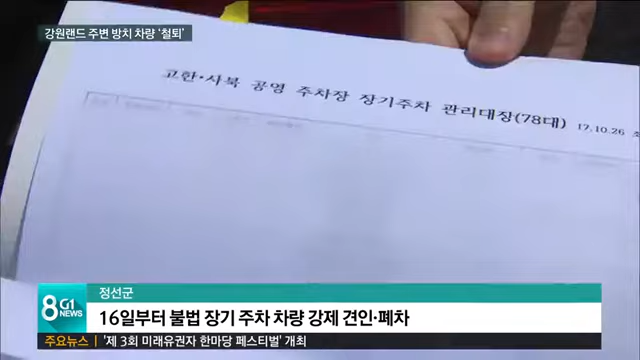 강원랜드 주변 방치 차량 '철퇴'
고한·사북 공영 주차장 장기주차 관리대장(78대) 17.10.26
8 G1 NEWS
정선군
16일부터 불법 장기 주차 차량 강제 견인·폐차
주요뉴스 '제 3회 미래유권자 한마당 페스티벌' 개최